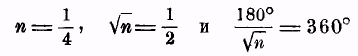 n = 1/4, √n = 1/2 и 180°/√n = 360°